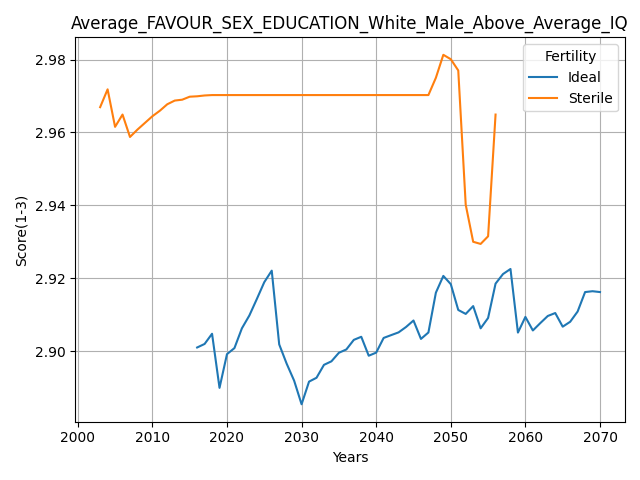 Average_FAVOUR_SEX_EDUCATION_White_Male_Above_Average_IQ
Fertility
Ideal
Sterile
2.98
2.96
2.94
2.92
2.90
Score(1-3)
2000 2010 2020 2030 2040 2050 2060 2070
Years